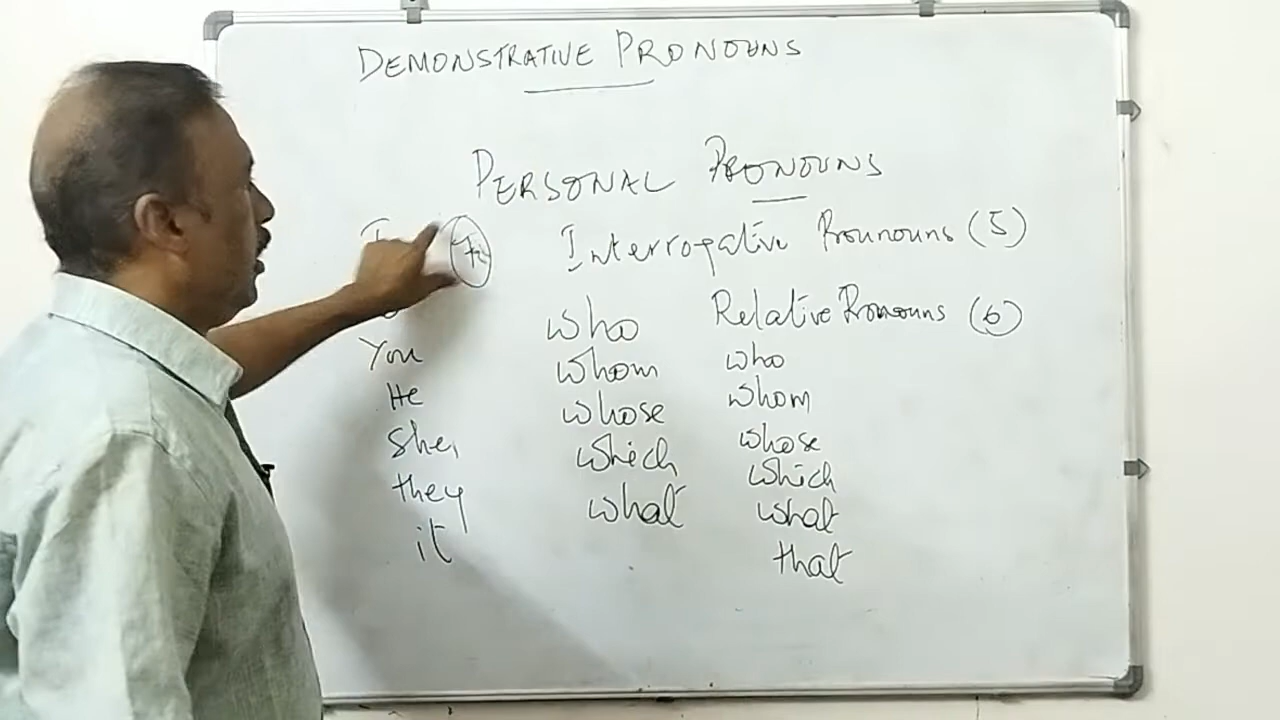 DEMONSTRATIVE PRONOUNS
PERSONAL PRONOUNS
I
You
He
She,
they
it
Interrogative Prounouns (5)
who
whom
whose
which
what
Relative Pronouns (6)
who
whom
whose
which
what
that